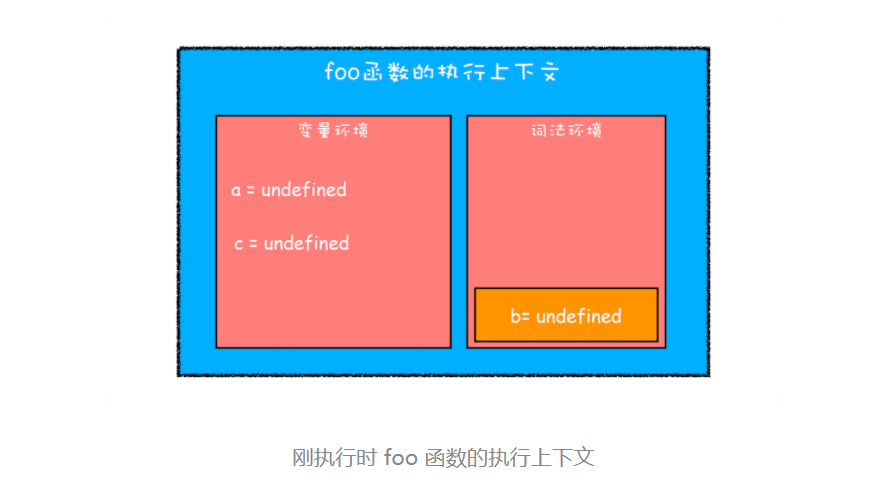 foo函数的执行上下文
变量环境
词法环境
a = undefined
c = undefined
b= undefined
刚执行时 foo 函数的执行上下文